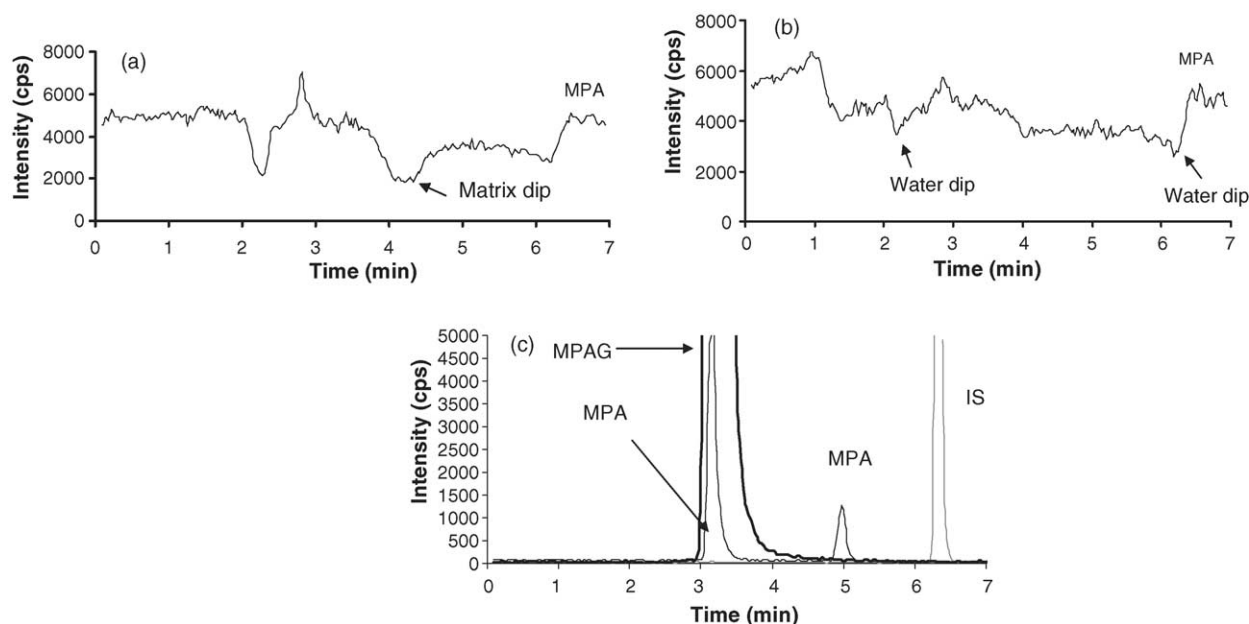 (a)
Intensity (cps)
8000
6000
4000
2000
0
MPA
Matrix dip
0 1 2 3 4 5 6 7
Time (min)
(b)
Intensity (cps)
8000
6000
4000
2000
0
MPA
Water dip
Water dip
0 1 2 3 4 5 6 7
Time (min)
(c)
Intensity (cps)
5000
4500
4000
3500
3000
2500
2000
1500
1000
500
0
MPAG
MPA
MPA
IS
0 1 2 3 4 5 6 7
Time (min)